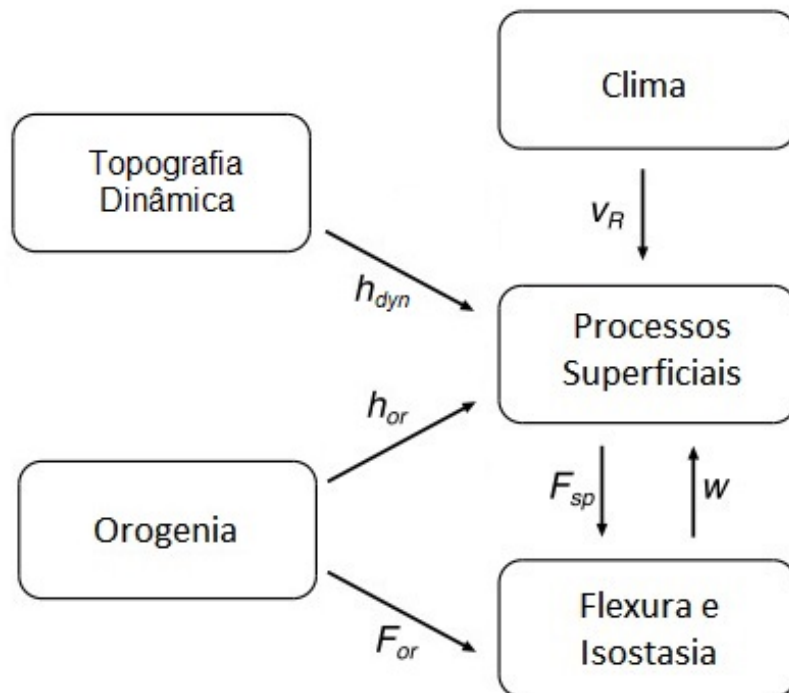 Clima
Topografia
Dinâmica
v_R
h_dyn
Processos
Superficiais
h_or
F_sp
w
Orogenia
F_or
Flexura e
Isostasia